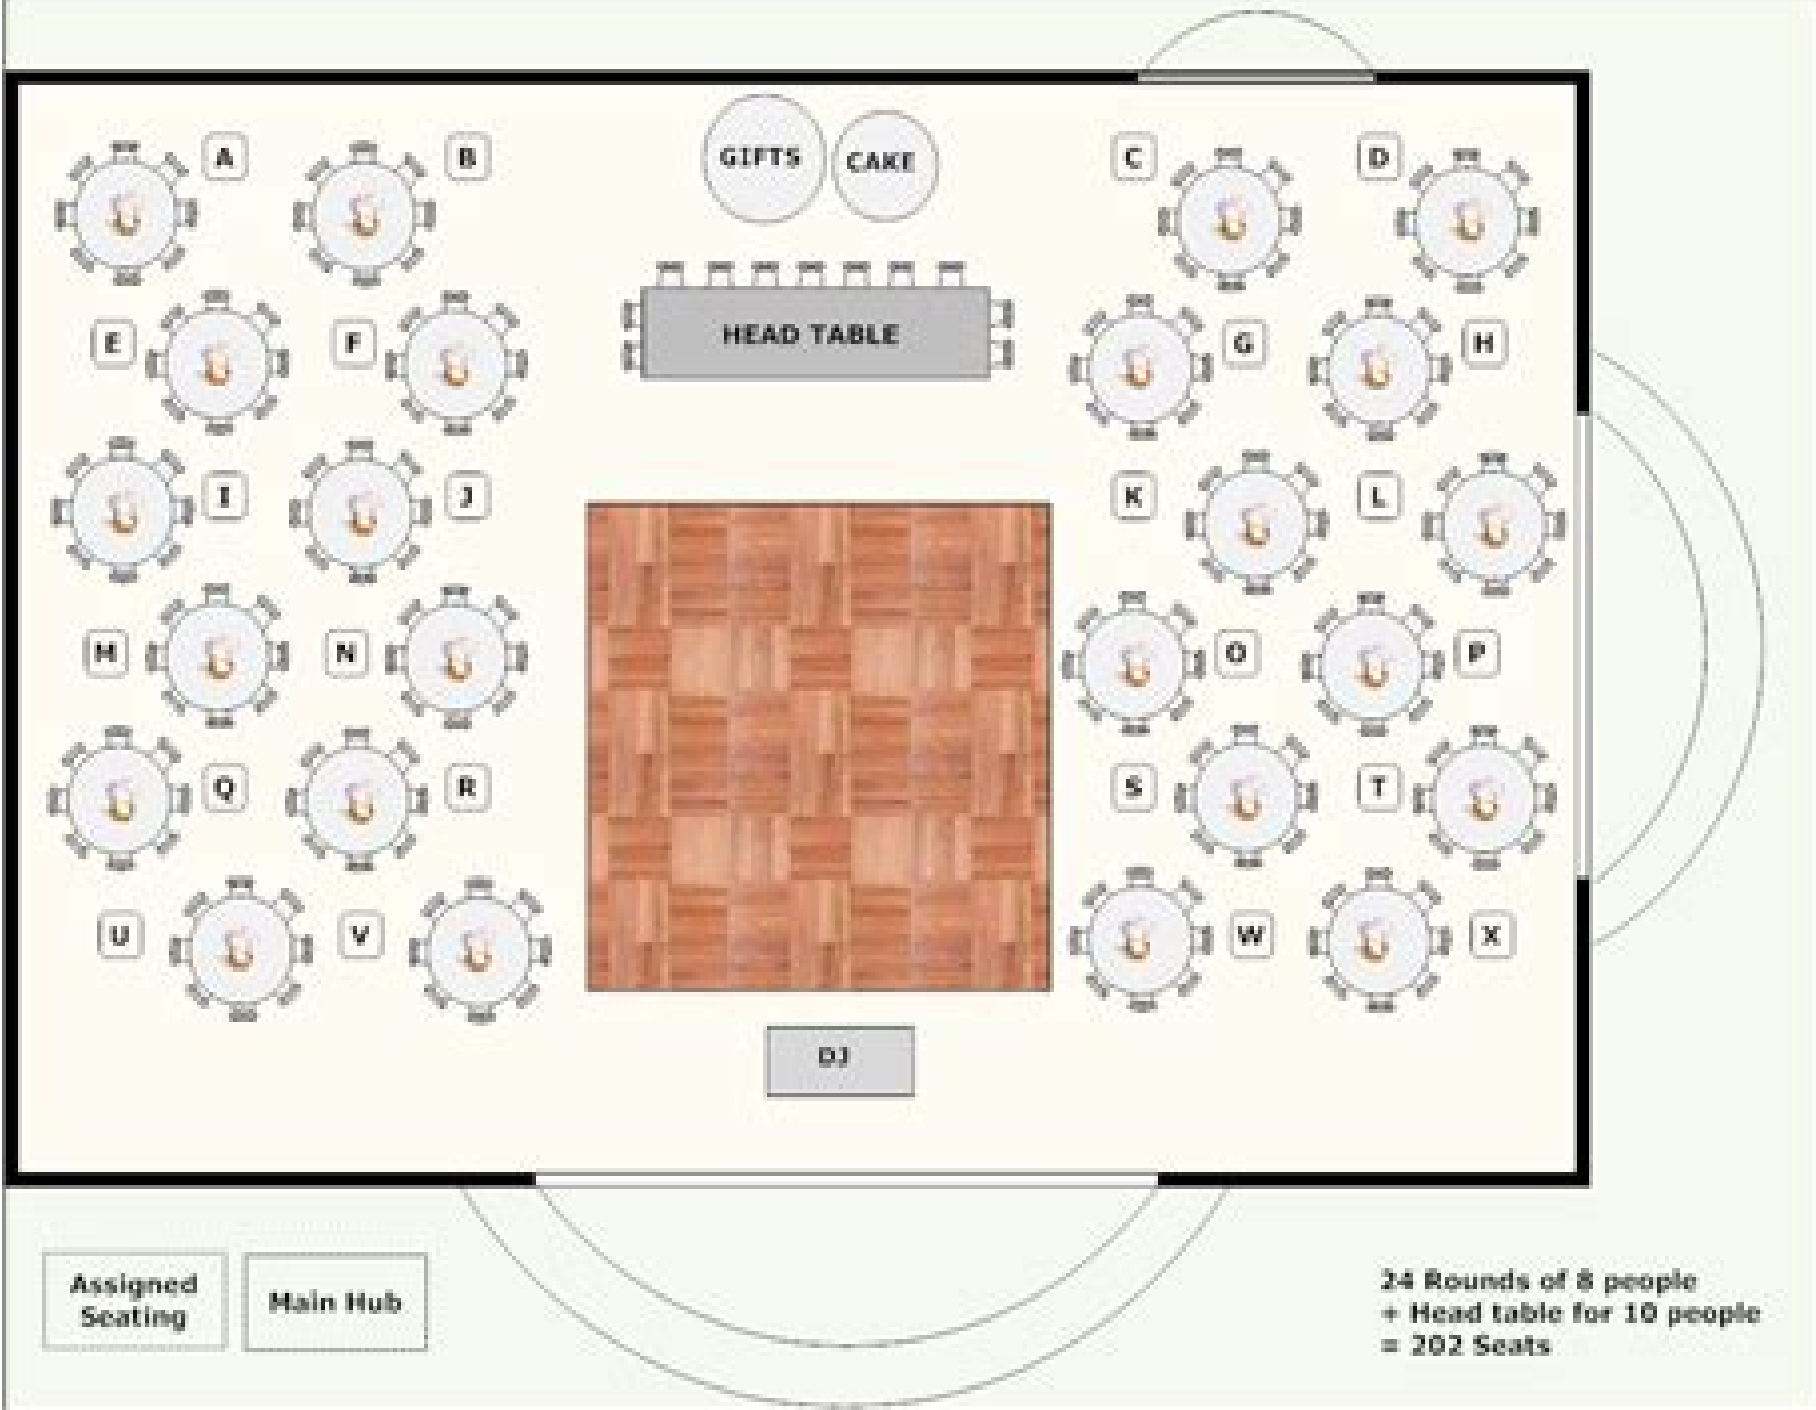 A
B
GIFTS
CAKE
C
D
HEAD TABLE
E
F
G
H
I
J
K
L
M
N
O
P
Q
R
S
T
U
V
W
X
DJ
Assigned
Seating
Main Hub
24 Rounds of 8 people
+ Head table for 10 people
= 202 Seats